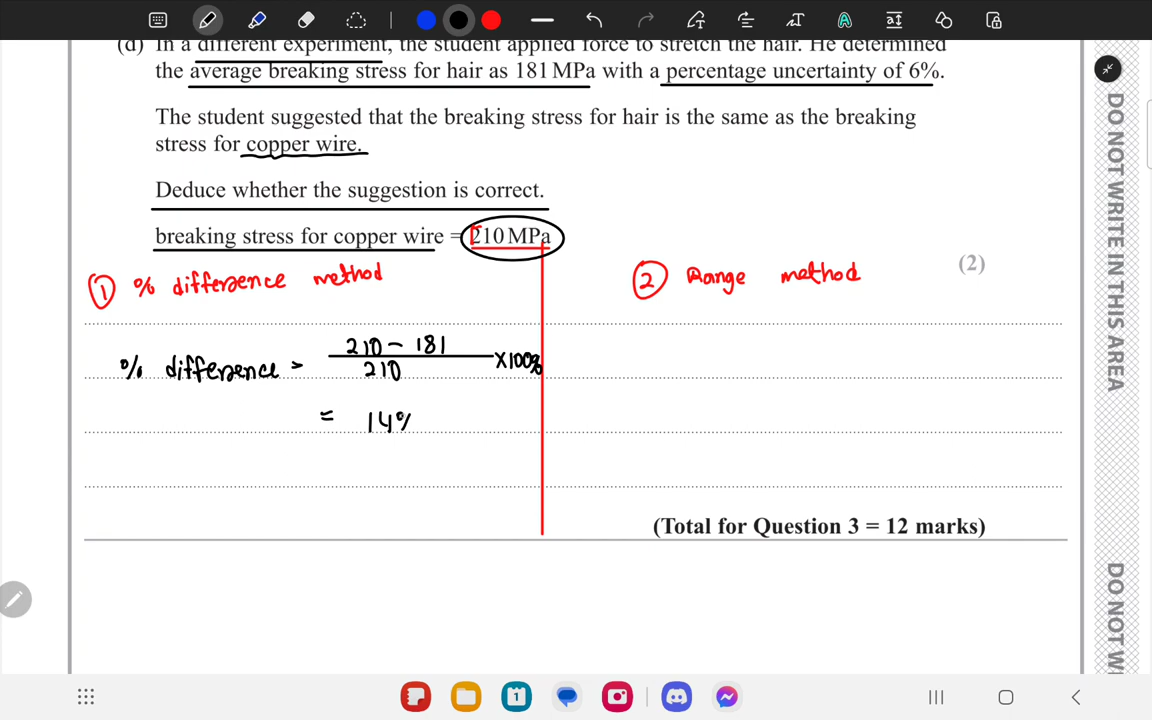 (d) In a different experiment, the student applied force to stretch the hair. He determined
the average breaking stress for hair as 181 MPa with a percentage uncertainty of 6%.
The student suggested that the breaking stress for hair is the same as the breaking
stress for copper wire.
Deduce whether the suggestion is correct.
breaking stress for copper wire = 210 MPa
(2)
① % difference method
② Range method
% difference = 210 - 181 / 210 × 100%
= 14%
(Total for Question 3 = 12 marks)
DO NOT WRITE IN THIS AREA
DO NOT W